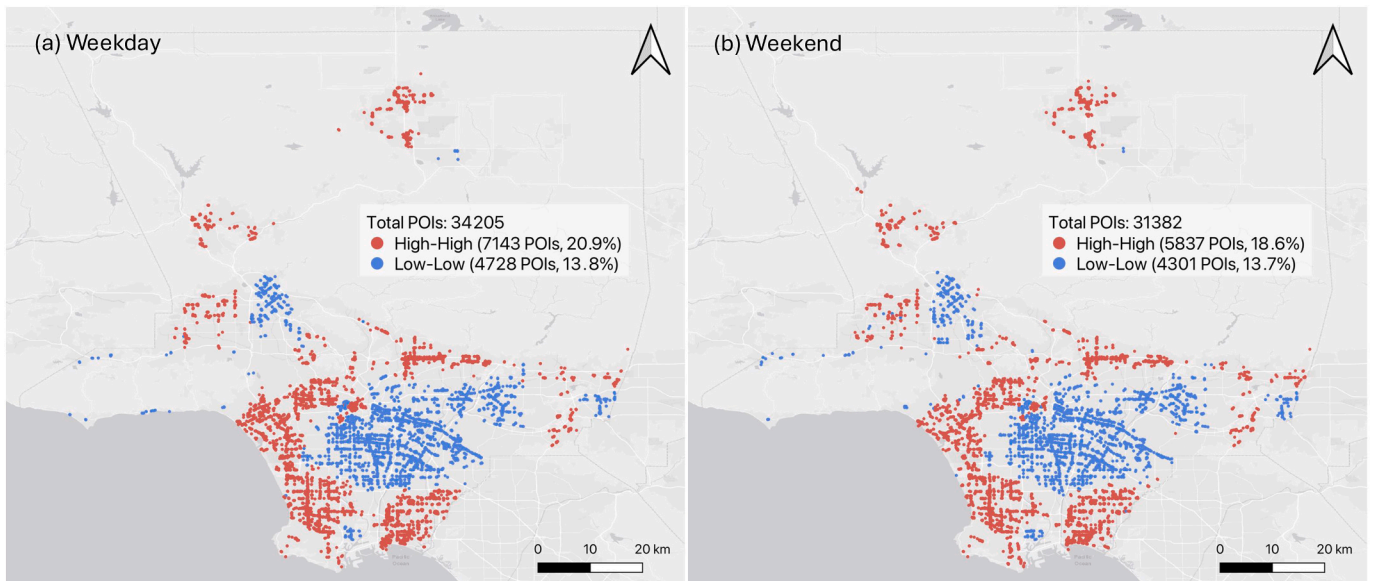 (a) Weekday
Total POIs: 34205
High-High (7143 POIs, 20.9%)
Low-Low (4728 POIs, 13.8%)
0 10 20 km
(b) Weekend
Total POIs: 31382
High-High (5837 POIs, 18.6%)
Low-Low (4301 POIs, 13.7%)
0 10 20 km